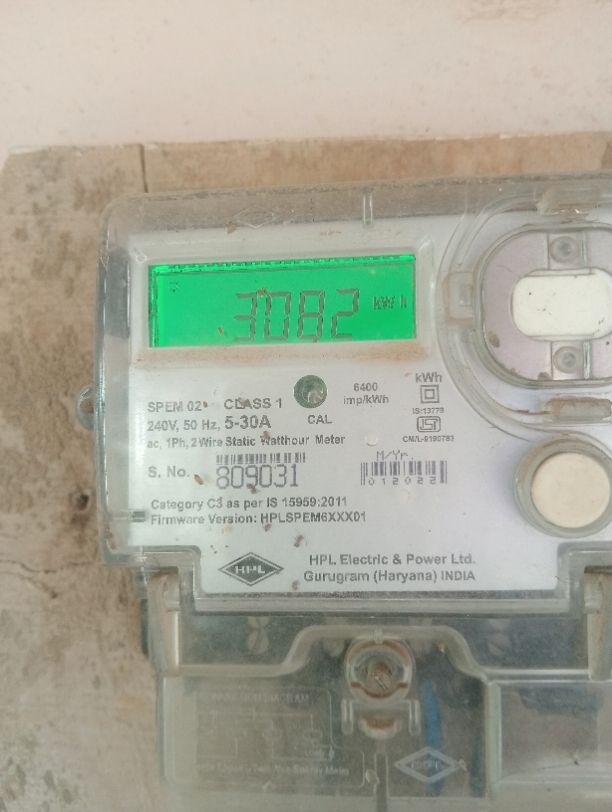 3082 kWh
6400
imp/kWh
kWh
SPEM 02 CLASS 1
IS:13779
240V, 50 Hz, 5-30A
CAL
CM/L-9190783
ac, 1Ph, 2 Wire Static Watthour Meter
M/Yr.
S. No. 809031
012022
Category C3 as per IS 15959:2011
Firmware Version: HPLSPEM6XXX01
HPL
HPL Electric & Power Ltd.
Gurugram (Haryana) INDIA
HPL